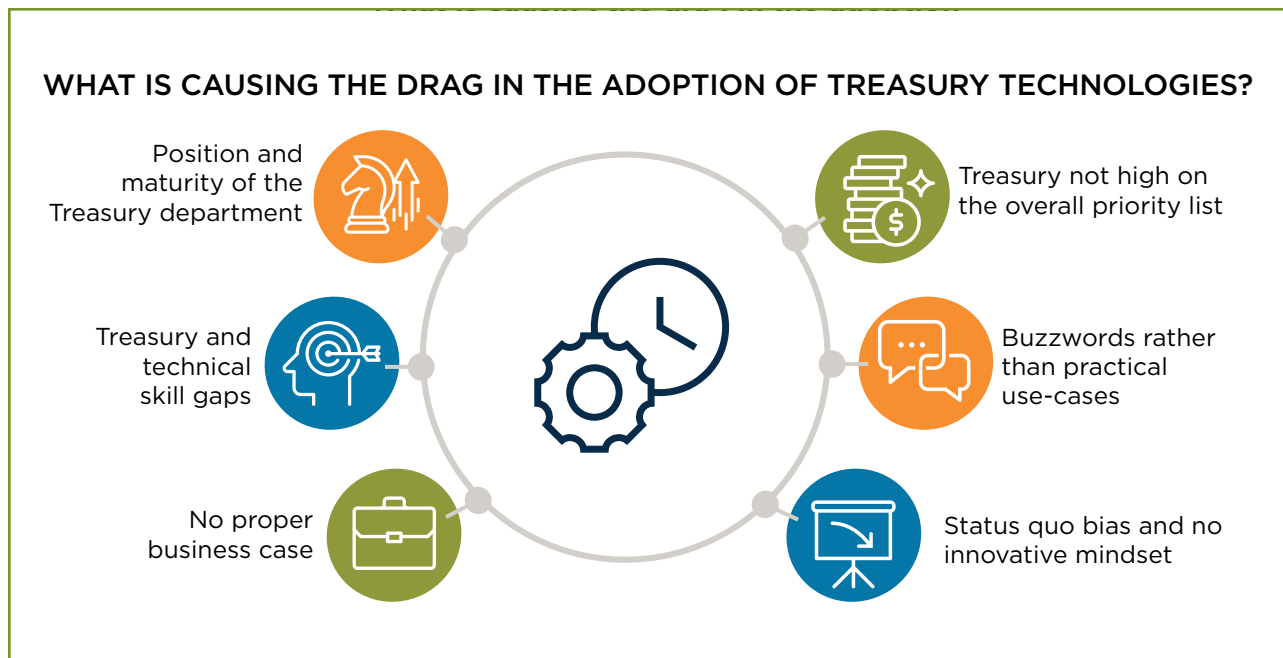 WHAT IS CAUSING THE DRAG IN THE ADOPTION OF TREASURY TECHNOLOGIES?
Position and
maturity of the
Treasury department
Treasury not high on
the overall priority list
Treasury and
technical
skill gaps
Buzzwords rather
than practical
use-cases
No proper
business case
Status quo bias and no
innovative mindset
$